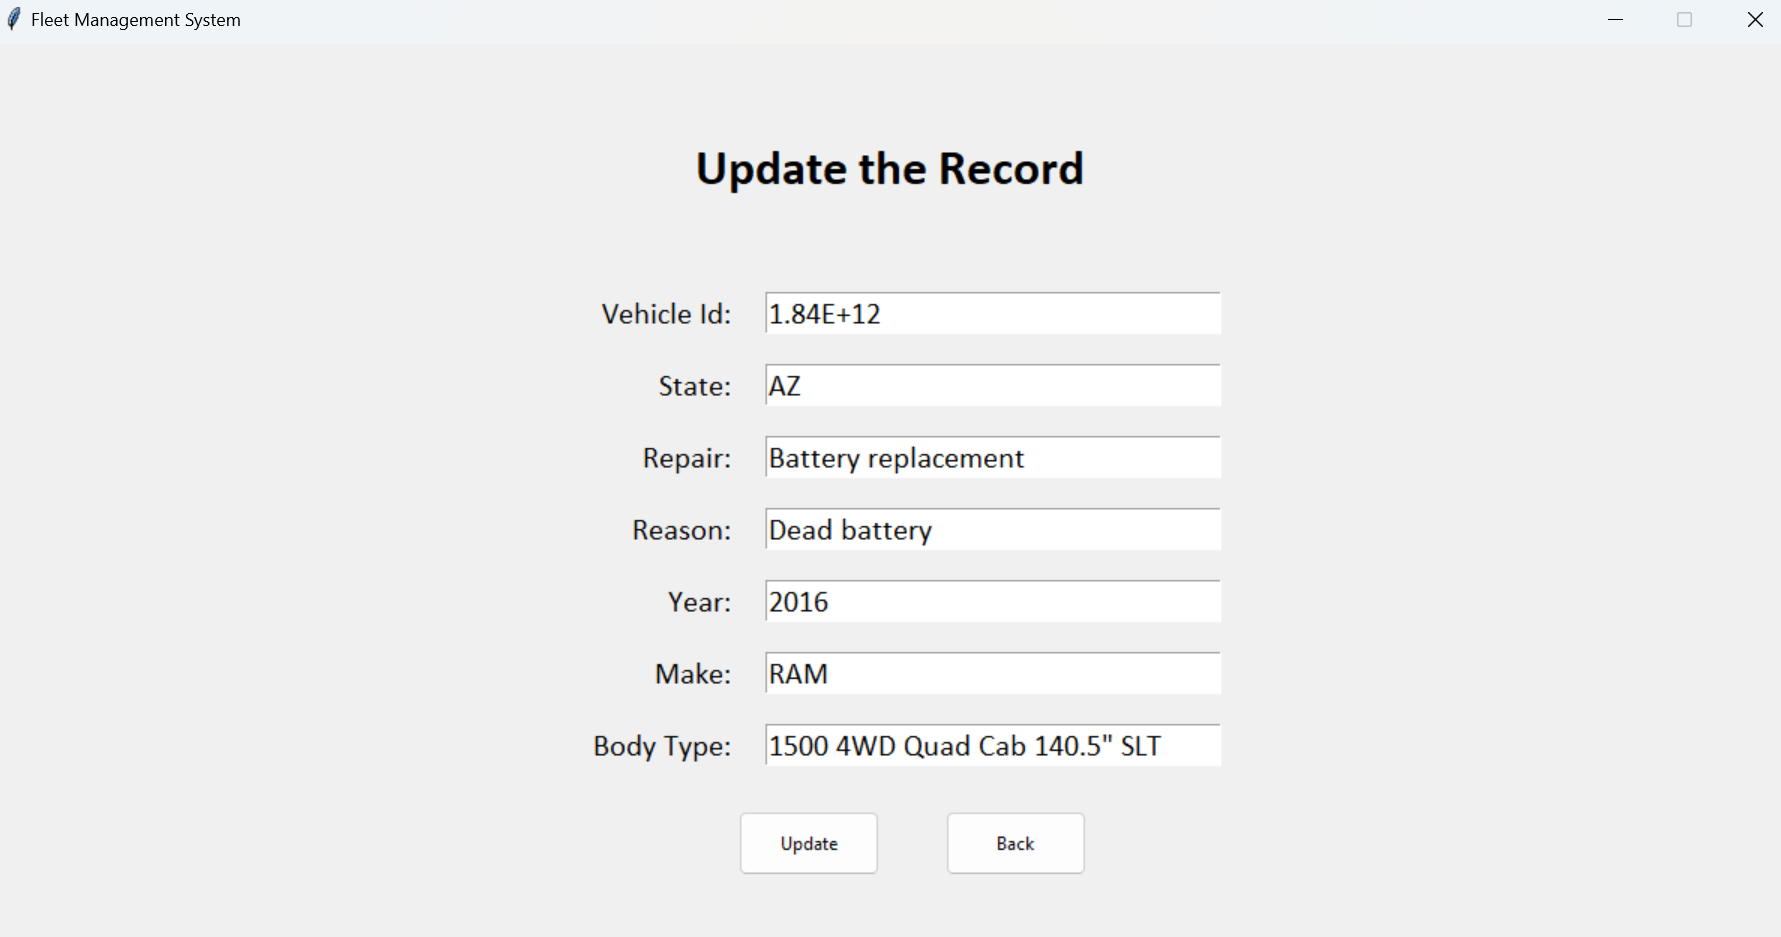 Fleet Management System
Update the Record
Vehicle Id: 1.84E+12
State: AZ
Repair: Battery replacement
Reason: Dead battery
Year: 2016
Make: RAM
Body Type: 1500 4WD Quad Cab 140.5" SLT
Update Back